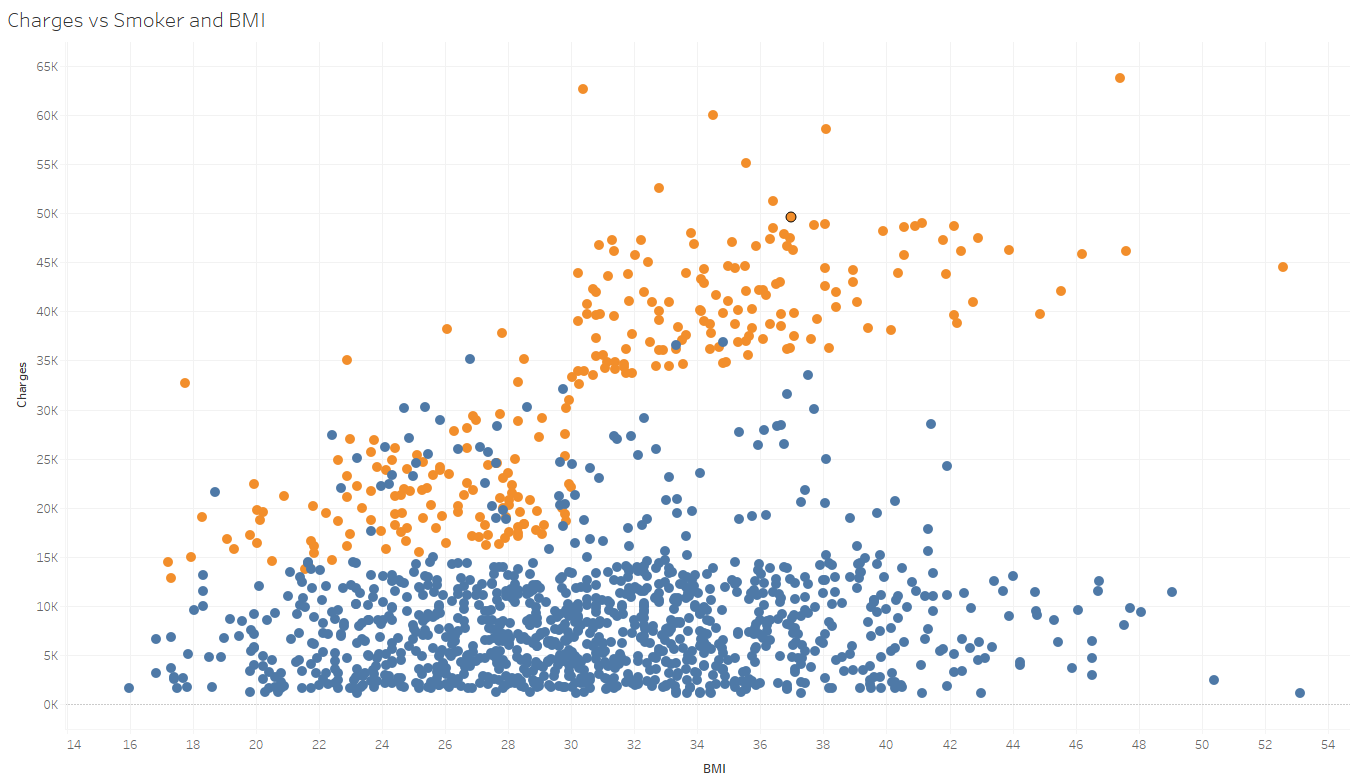 Charges vs Smoker and BMI
65K
60K
55K
50K
45K
40K
35K
30K
25K
20K
15K
10K
5K
0K
Charges
14 16 18 20 22 24 26 28 30 32 34 36 38 40 42 44 46 48 50 52 54
BMI